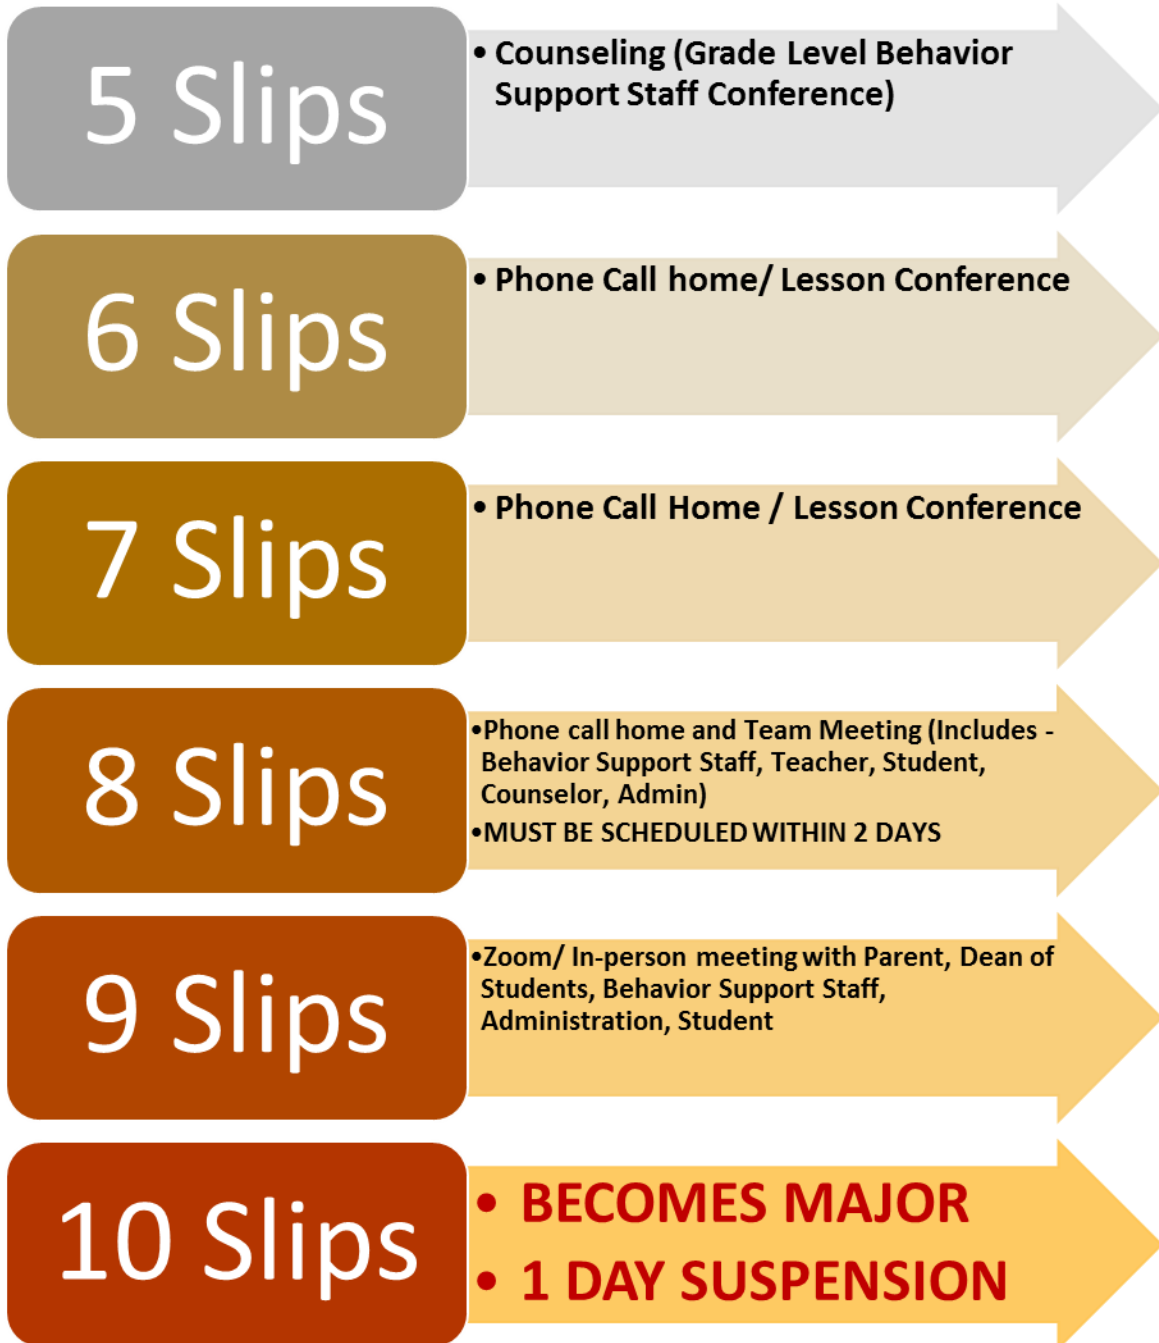 5 Slips
• Counseling (Grade Level Behavior
Support Staff Conference)
6 Slips
• Phone Call home/ Lesson Conference
7 Slips
• Phone Call Home / Lesson Conference
8 Slips
•Phone call home and Team Meeting (Includes -
Behavior Support Staff, Teacher, Student,
Counselor, Admin)
•MUST BE SCHEDULED WITHIN 2 DAYS
9 Slips
•Zoom/ In-person meeting with Parent, Dean of
Students, Behavior Support Staff,
Administration, Student
10 Slips
• BECOMES MAJOR
• 1 DAY SUSPENSION